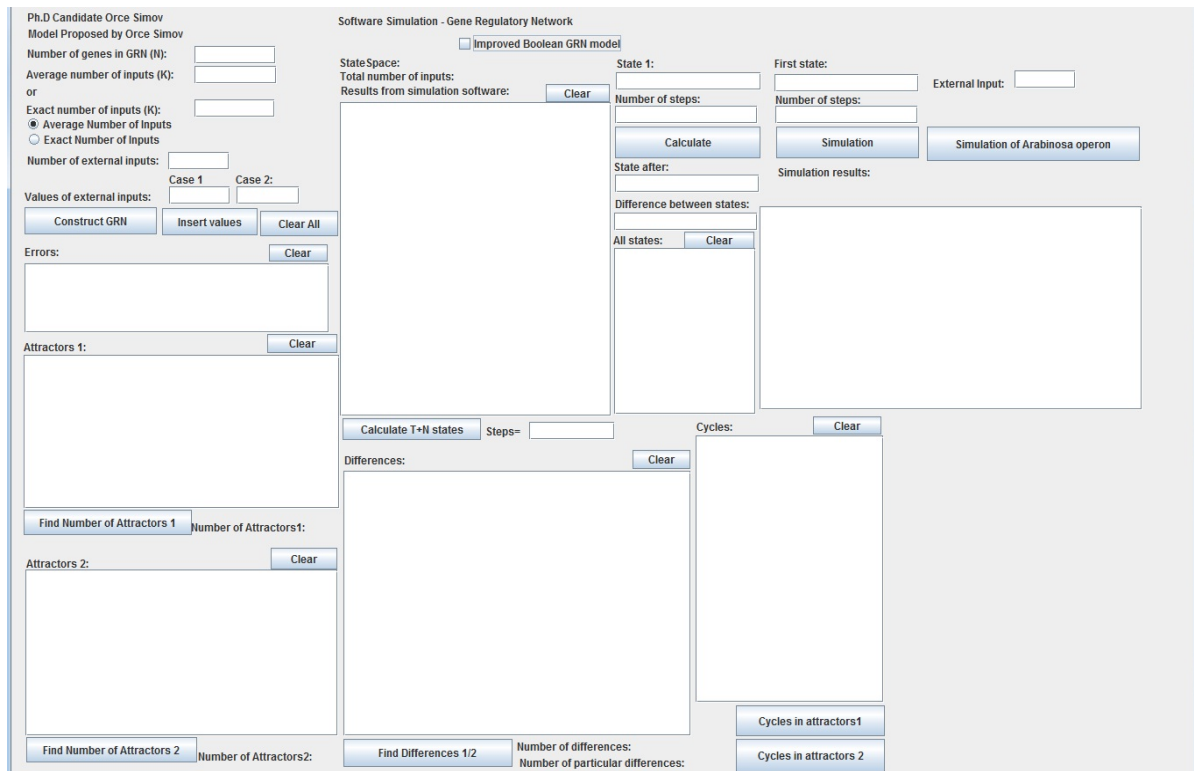 Ph.D Candidate Orce Simov
Model Proposed by Orce Simov
Software Simulation - Gene Regulatory Network
Improved Boolean GRN model
Number of genes in GRN (N):
Average number of inputs (K):
or
Exact number of inputs (K):
Average Number of Inputs
Exact Number of Inputs
Number of external inputs:
Case 1 Case 2:
Values of external inputs:
Construct GRN Insert values Clear All
Errors: Clear
Attractors 1: Clear
Find Number of Attractors 1 Number of Attractors1:
Attractors 2: Clear
Find Number of Attractors 2 Number of Attractors2:
StateSpace:
Total number of inputs:
Results from simulation software: Clear
Calculate T+N states Steps=
Differences: Clear
Find Differences 1/2 Number of differences:
Number of particular differences:
State 1:
Number of steps:
Calculate
State after:
Difference between states:
All states: Clear
First state:
External Input:
Number of steps:
Simulation Simulation of Arabinosa operon
Simulation results:
Cycles: Clear
Cycles in attractors1
Cycles in attractors 2